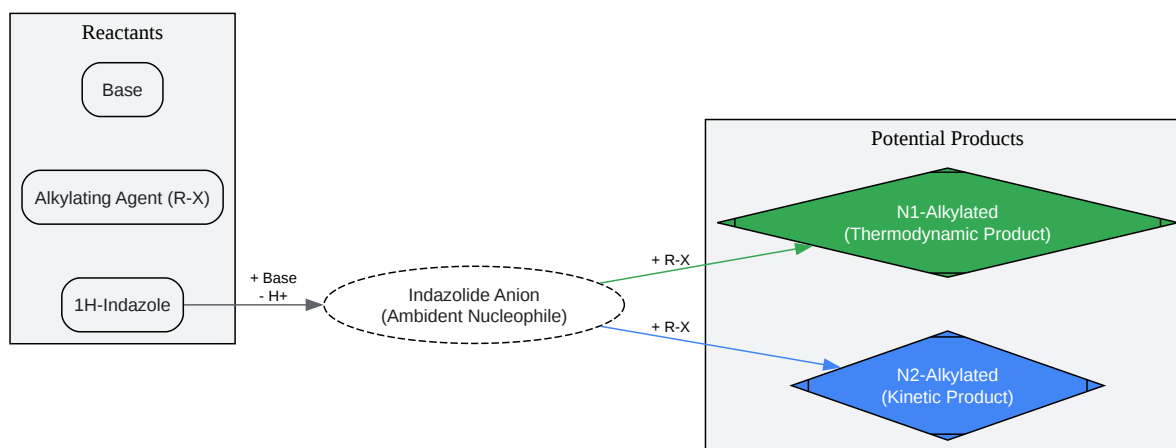 Reactants
Base
Alkylating Agent (R-X)
1H-Indazole
+ Base
- H+
Indazolide Anion
(Ambident Nucleophile)
+ R-X
+ R-X
Potential Products
N1-Alkylated
(Thermodynamic Product)
N2-Alkylated
(Kinetic Product)